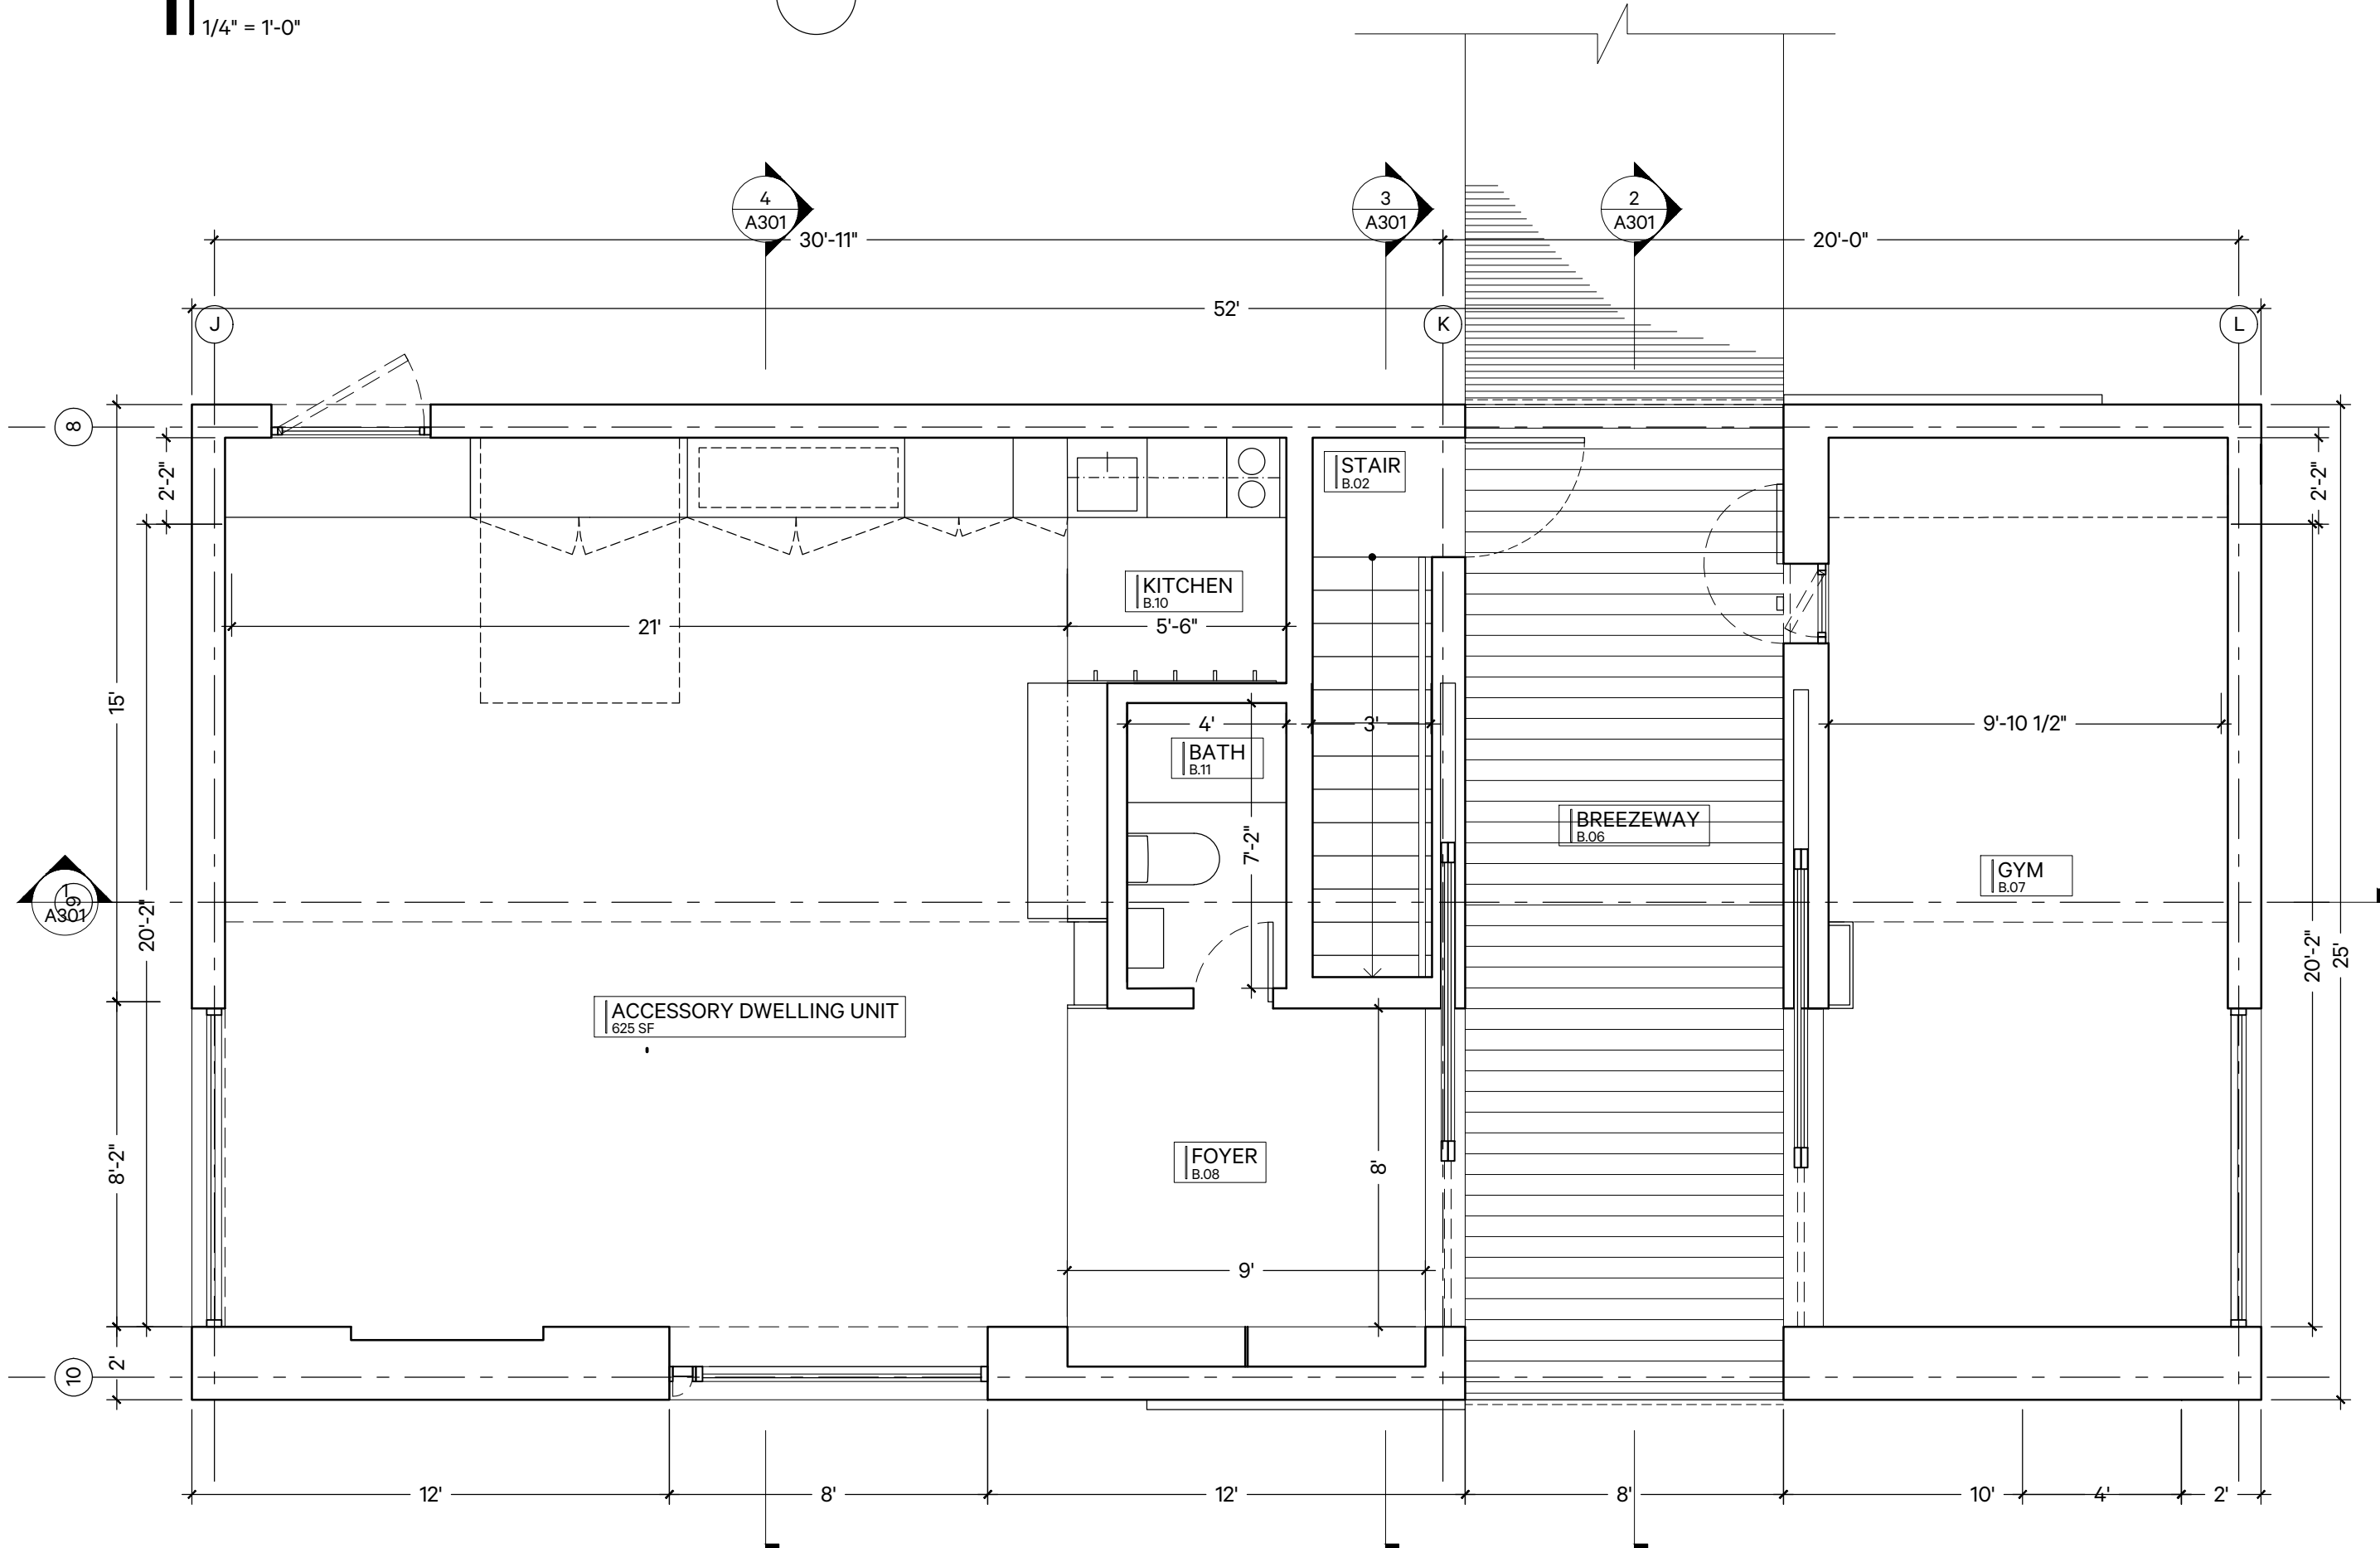 1/4" = 1'-0"
4
A301
3
A301
2
A301
30'-11"
20'-0"
52'
J
K
L
8
2'-2"
STAIR
B.02
2'-2"
KITCHEN
B.10
21'
5'-6"
15'
4'
3'
9'-10 1/2"
BATH
B.11
BREEZEWAY
B.06
7'-2"
GYM
B.07
1
9
A301
20'-2"
20'-2"
25'
ACCESSORY DWELLING UNIT
625 SF
FOYER
B.08
8'-2"
8'
9'
2'
10
12'
8'
12'
8'
10'
4'
2'